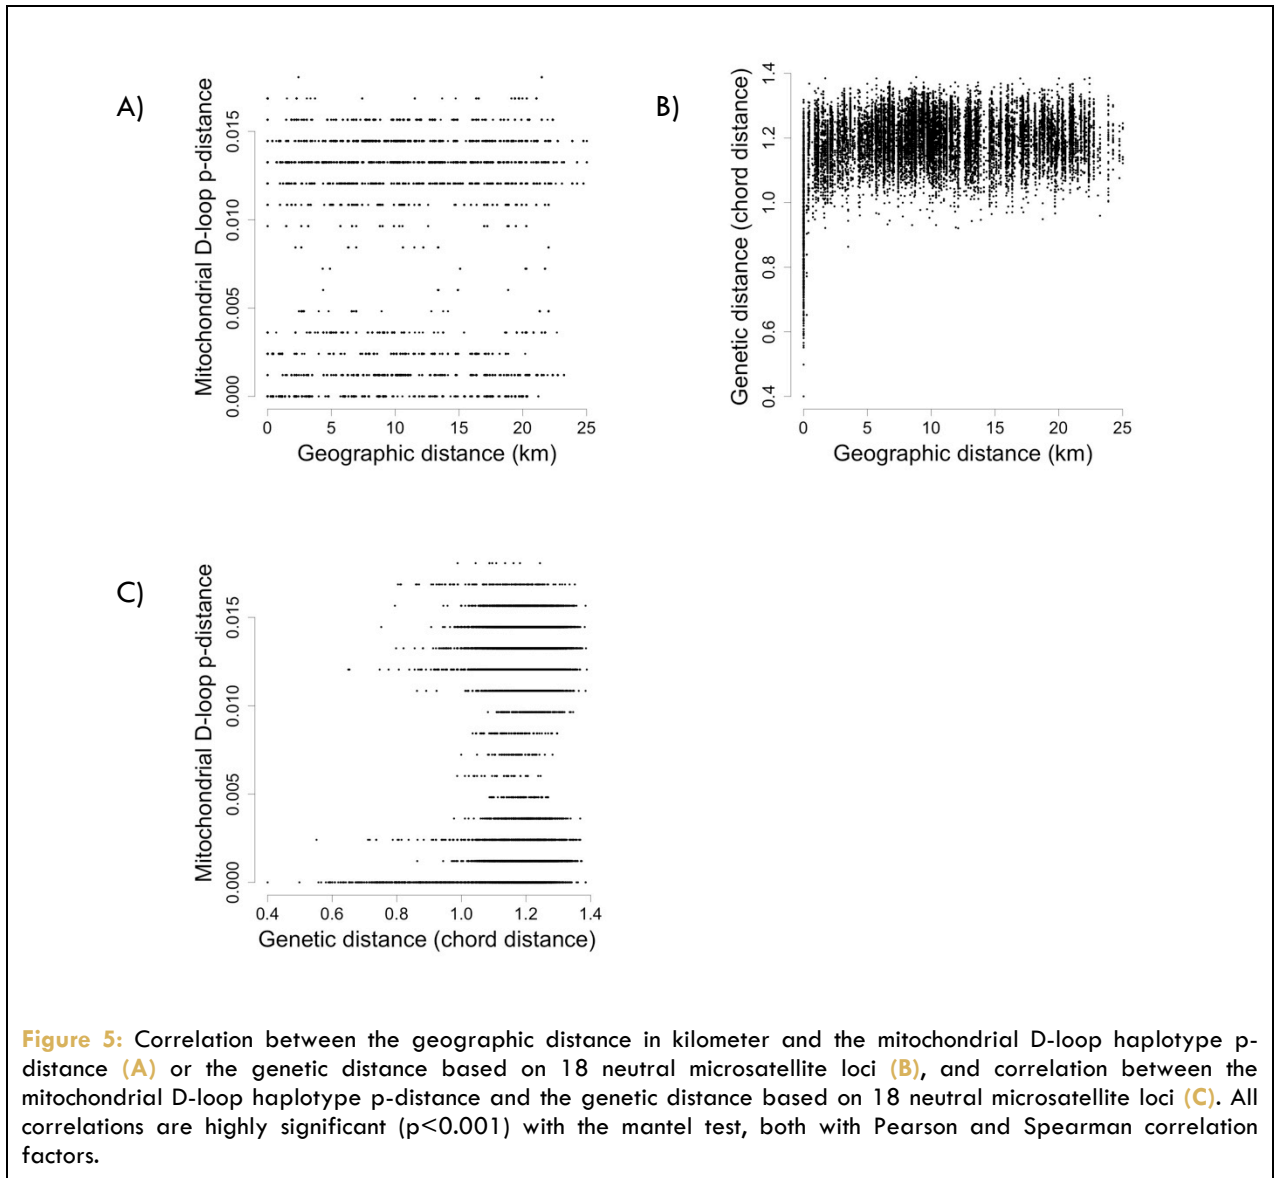 A)
Mitochondrial D-loop p-distance
0.015
0.010
0.005
0.000
0 5 10 15 20 25
Geographic distance (km)
B)
Genetic distance (chord distance)
1.4
1.2
1.0
0.8
0.6
0.4
0 5 10 15 20 25
Geographic distance (km)
C)
Mitochondrial D-loop p-distance
0.015
0.010
0.005
0.000
0.4 0.6 0.8 1.0 1.2 1.4
Genetic distance (chord distance)
Figure 5: Correlation between the geographic distance in kilometer and the mitochondrial D-loop haplotype p-
distance (A) or the genetic distance based on 18 neutral microsatellite loci (B), and correlation between the
mitochondrial D-loop haplotype p-distance and the genetic distance based on 18 neutral microsatellite loci (C). All
correlations are highly significant (p<0.001) with the mantel test, both with Pearson and Spearman correlation
factors.